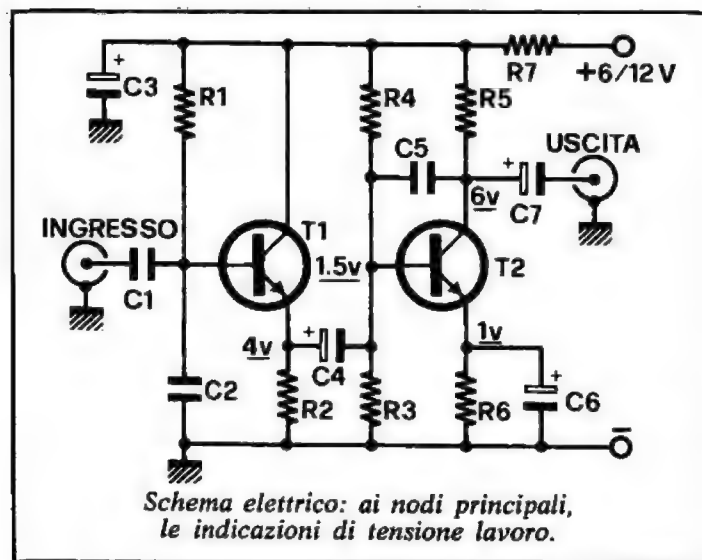 +
C3
R1
R4
R5
R7
+6/12 V
C5
USCITA
+
6v
C7
INGRESSO
T1
1.5v
T2
C1
+
4v
C4
1v
+
C2
R2
R3
R6
C6
–
Schema elettrico: ai nodi principali,
le indicazioni di tensione lavoro.